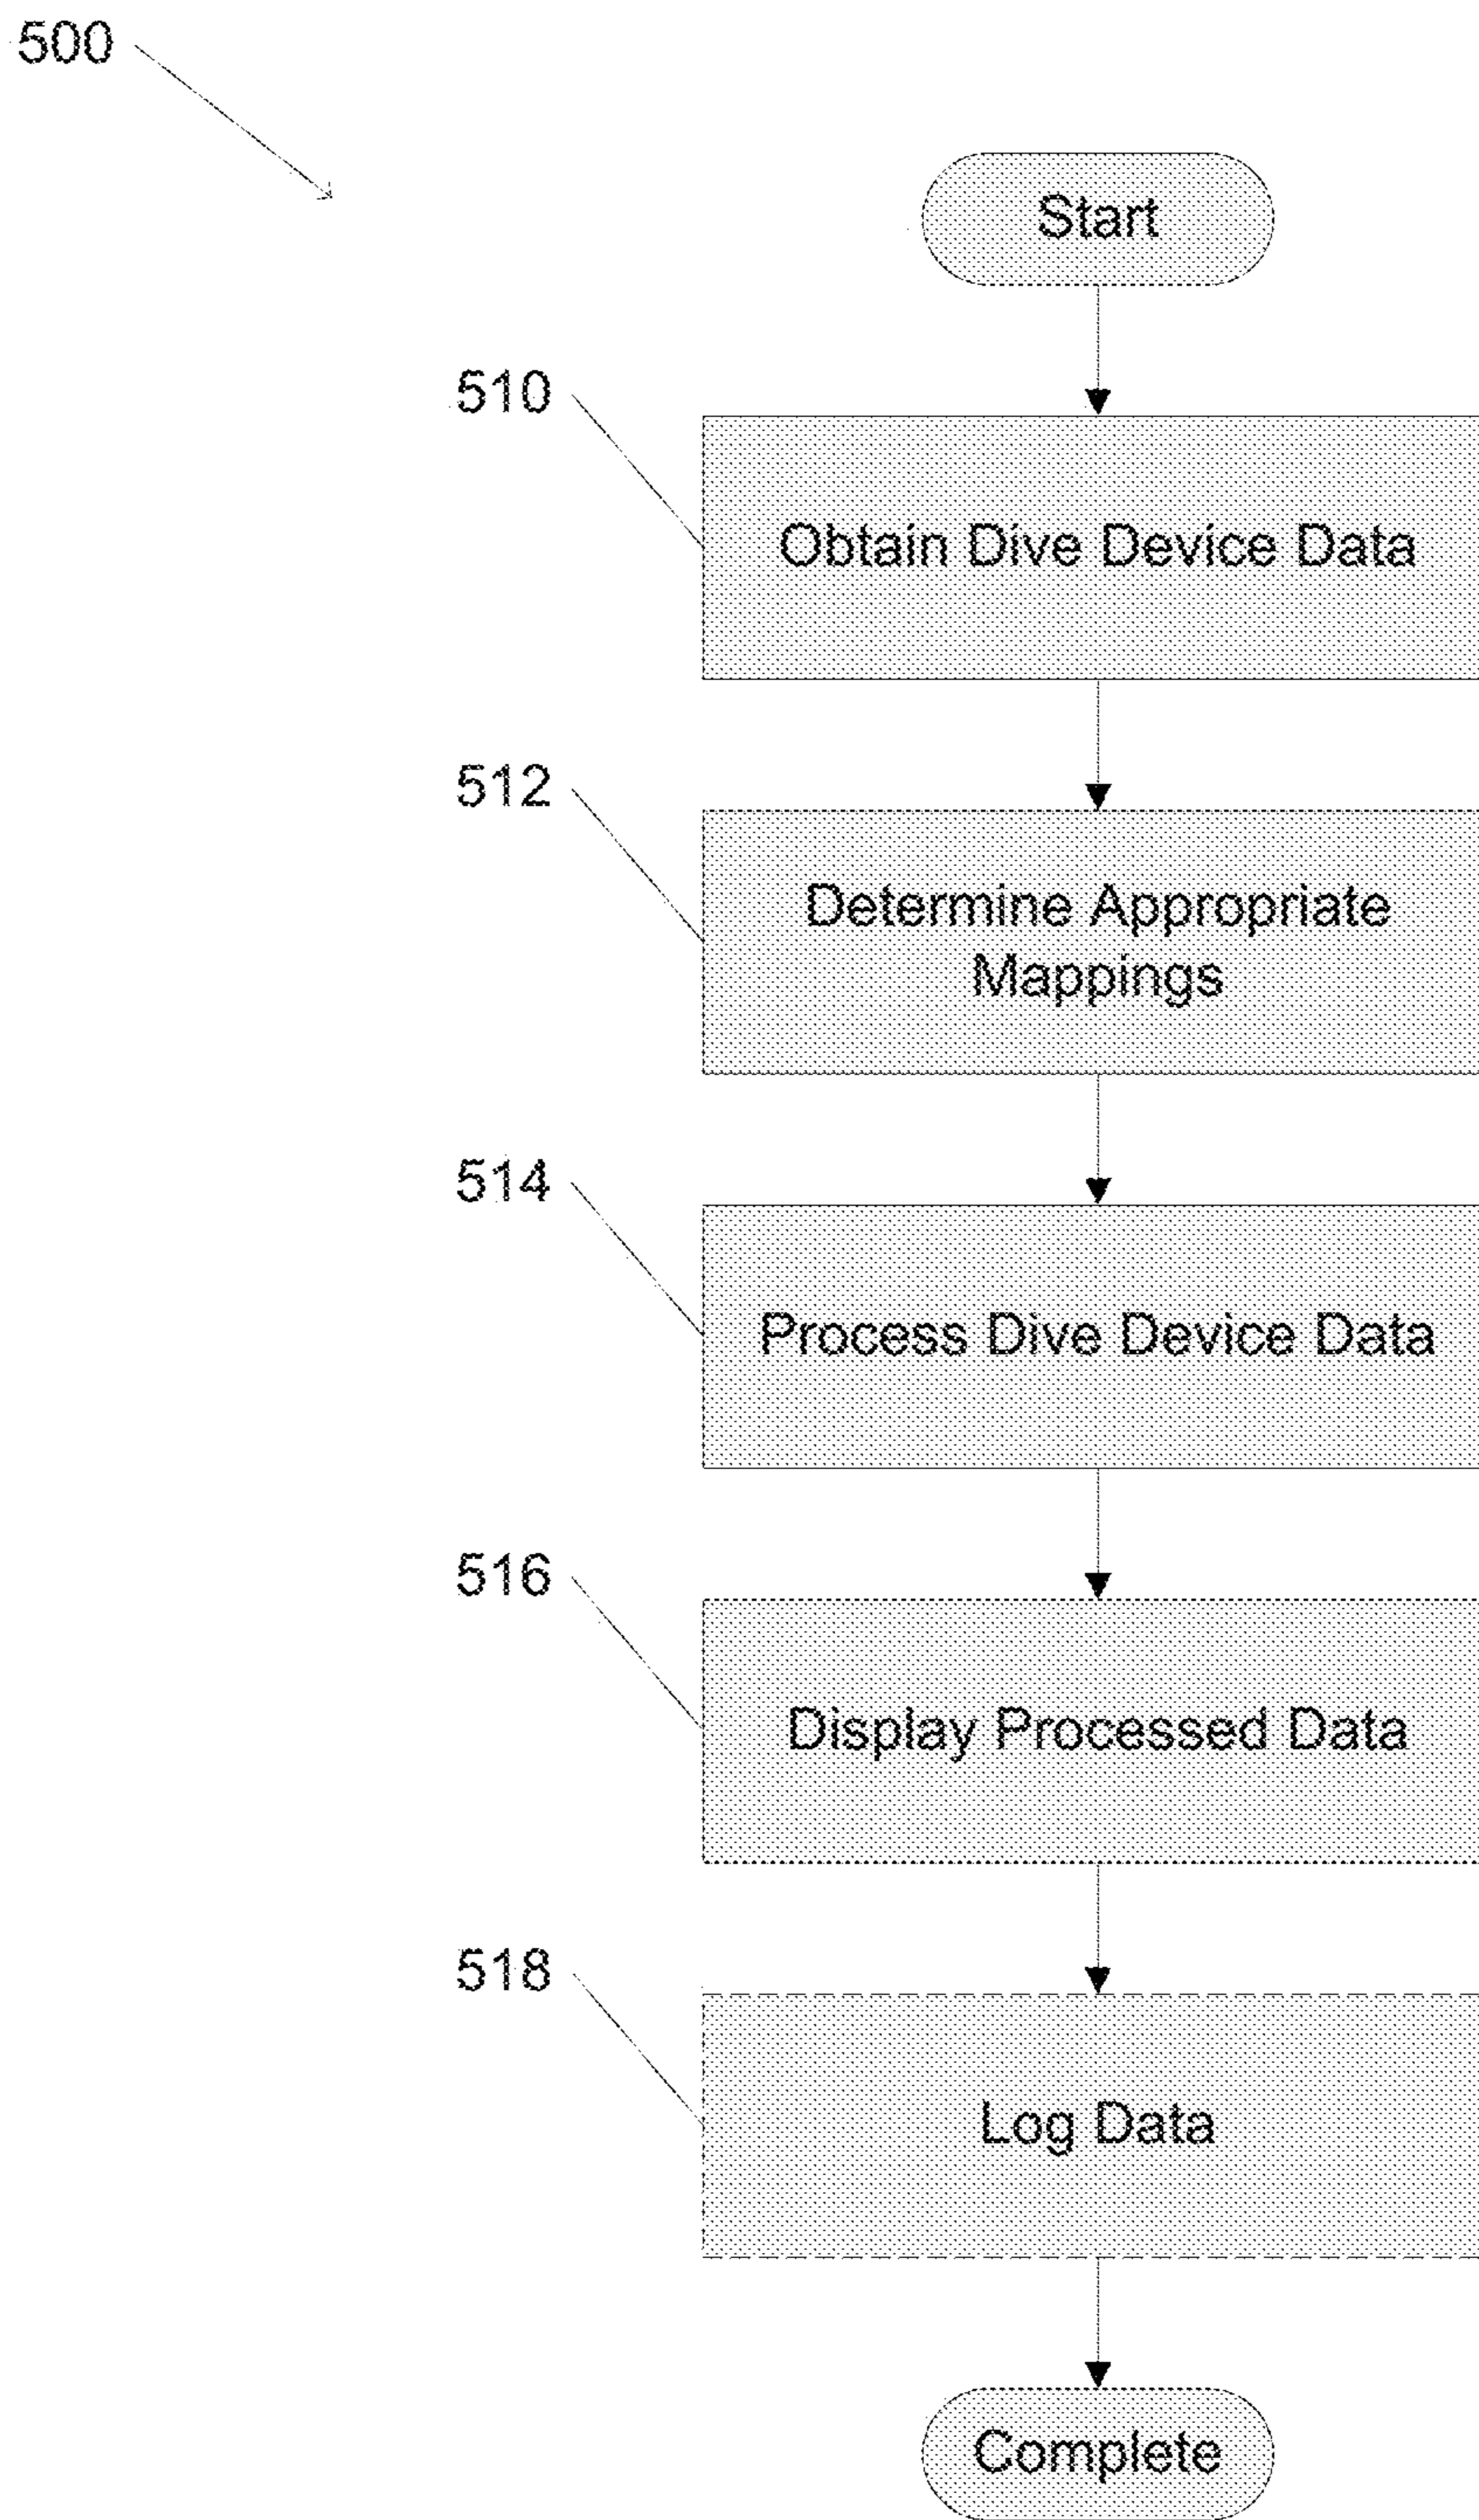 500
Start
510
Obtain Dive Device Data
512
Determine Appropriate
Mappings
514
Process Dive Device Data
516
Display Processed Data
518
Log Data
Complete